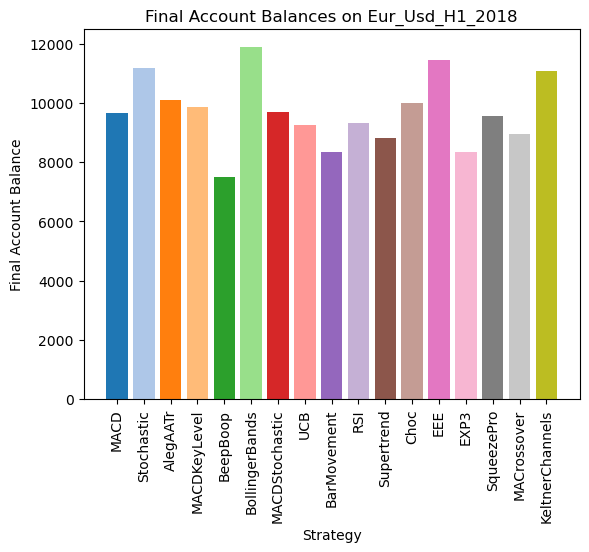 Final Account Balances on Eur_Usd_H1_2018
Final Account Balance
12000
10000
8000
6000
4000
2000
0
MACD
Stochastic
AlegAATr
MACDKeyLevel
BeepBoop
BollingerBands
MACDStochastic
UCB
BarMovement
RSI
Supertrend
Choc
EEE
EXP3
SqueezePro
MACrossover
KeltnerChannels
Strategy